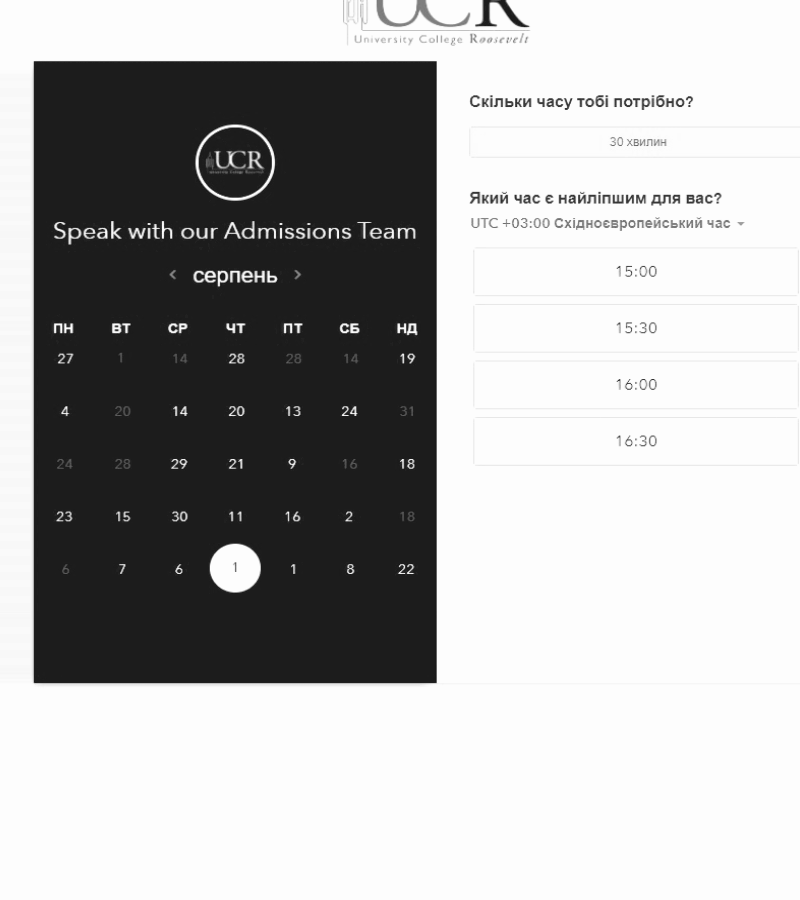 UCR
University College Roosevelt
UCR
Speak with our Admissions Team
< серпень >
ПН ВТ СР ЧТ ПТ СБ НД
27 1 14 28 28 14 19
4 20 14 20 13 24 31
24 28 29 21 9 16 18
23 15 30 11 16 2 18
6 7 6 1 1 8 22
Скільки часу тобі потрібно?
30 хвилин
Який час є найліпшим для вас?
UTC +03:00 Східноєвропейський час
15:00
15:30
16:00
16:30